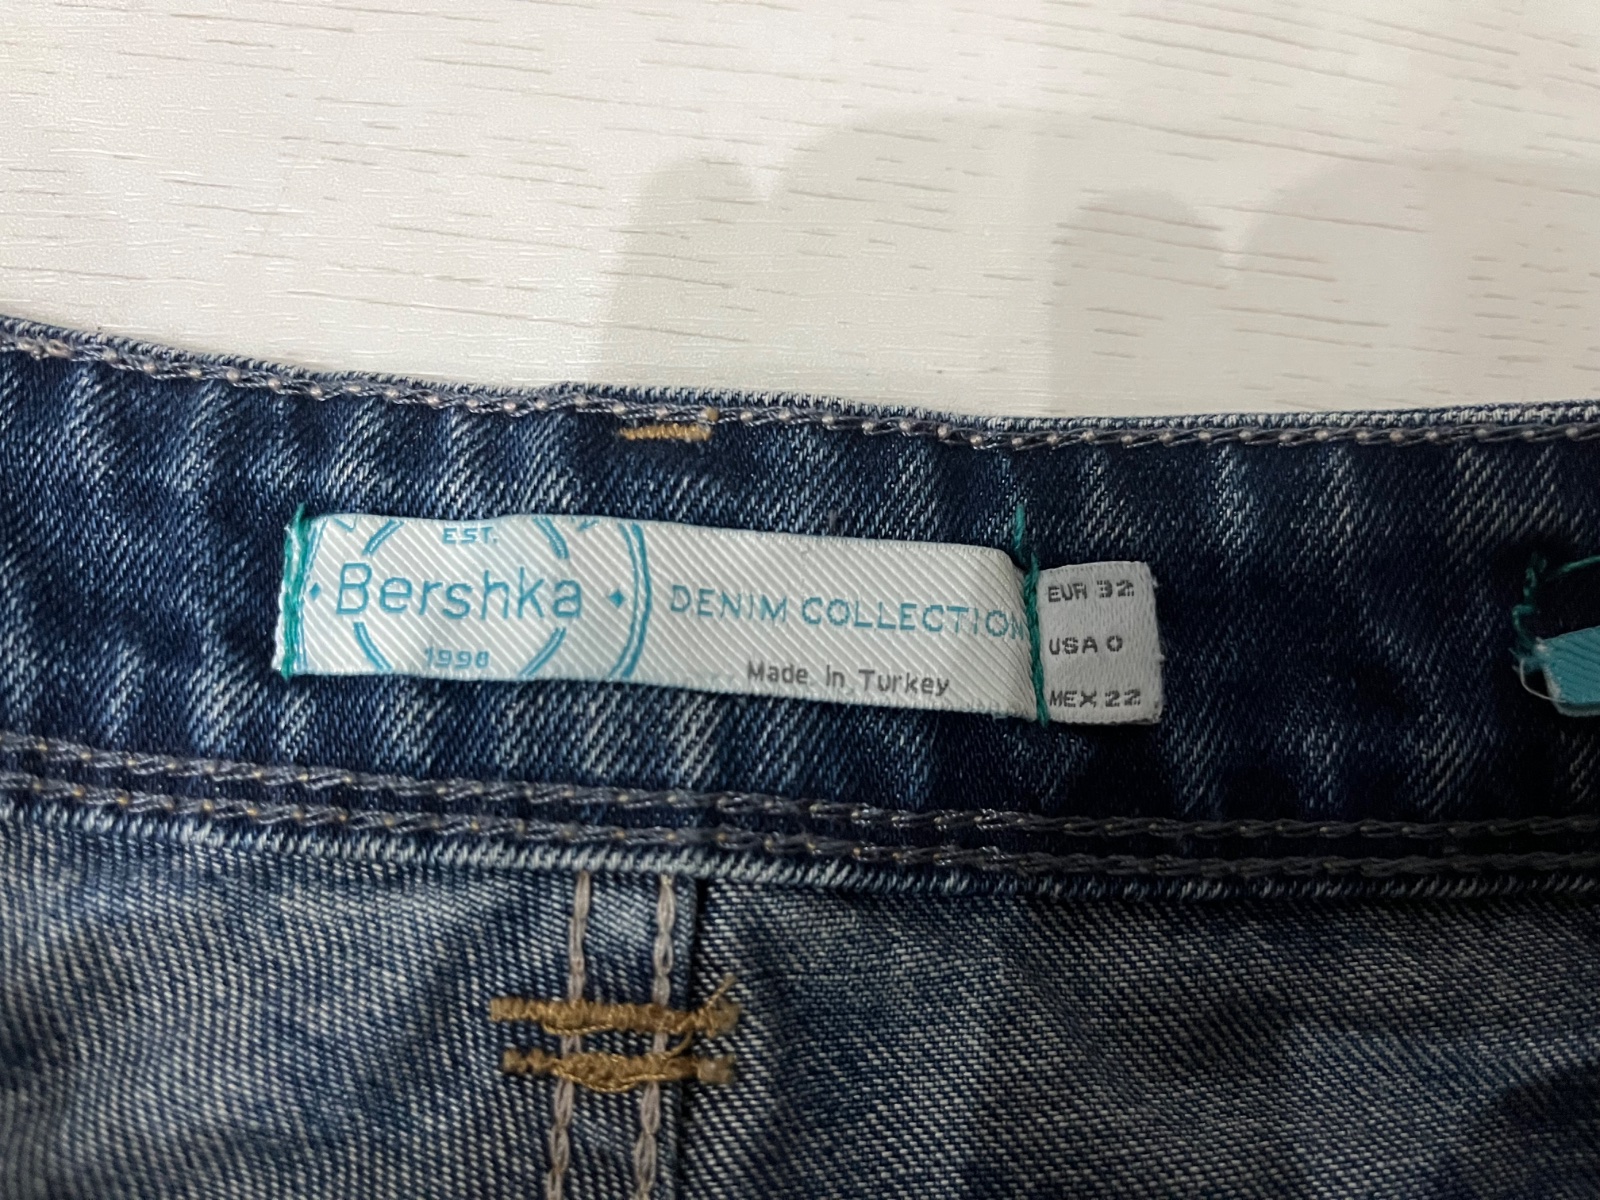 EST.
Bershka
1998
DENIM COLLECTION
Made in Turkey
EUR 32
USA 0
MEX 22